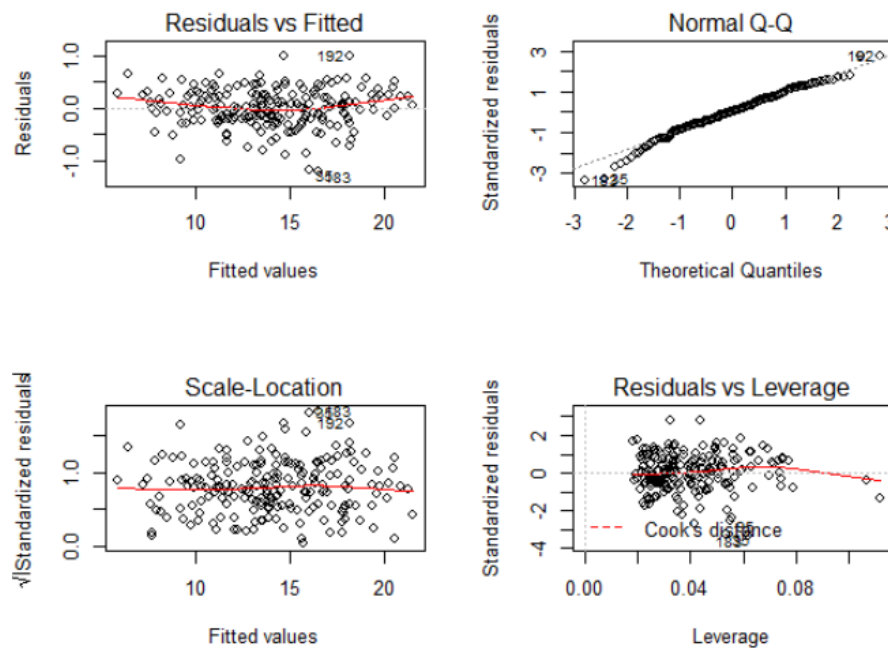 Residuals vs Fitted
Residuals
1.0
0.0
-1.0
192
183
10
15
20
Fitted values
Normal Q-Q
Standardized residuals
3
1
-1
-3
192
-3
-2
-1
0
1
2
3
Theoretical Quantiles
Scale-Location
√|Standardized residuals|
1.0
0.0
192
10
15
20
Fitted values
Residuals vs Leverage
Standardized residuals
2
0
-2
-4
Cook's distance
0.00
0.04
0.08
Leverage